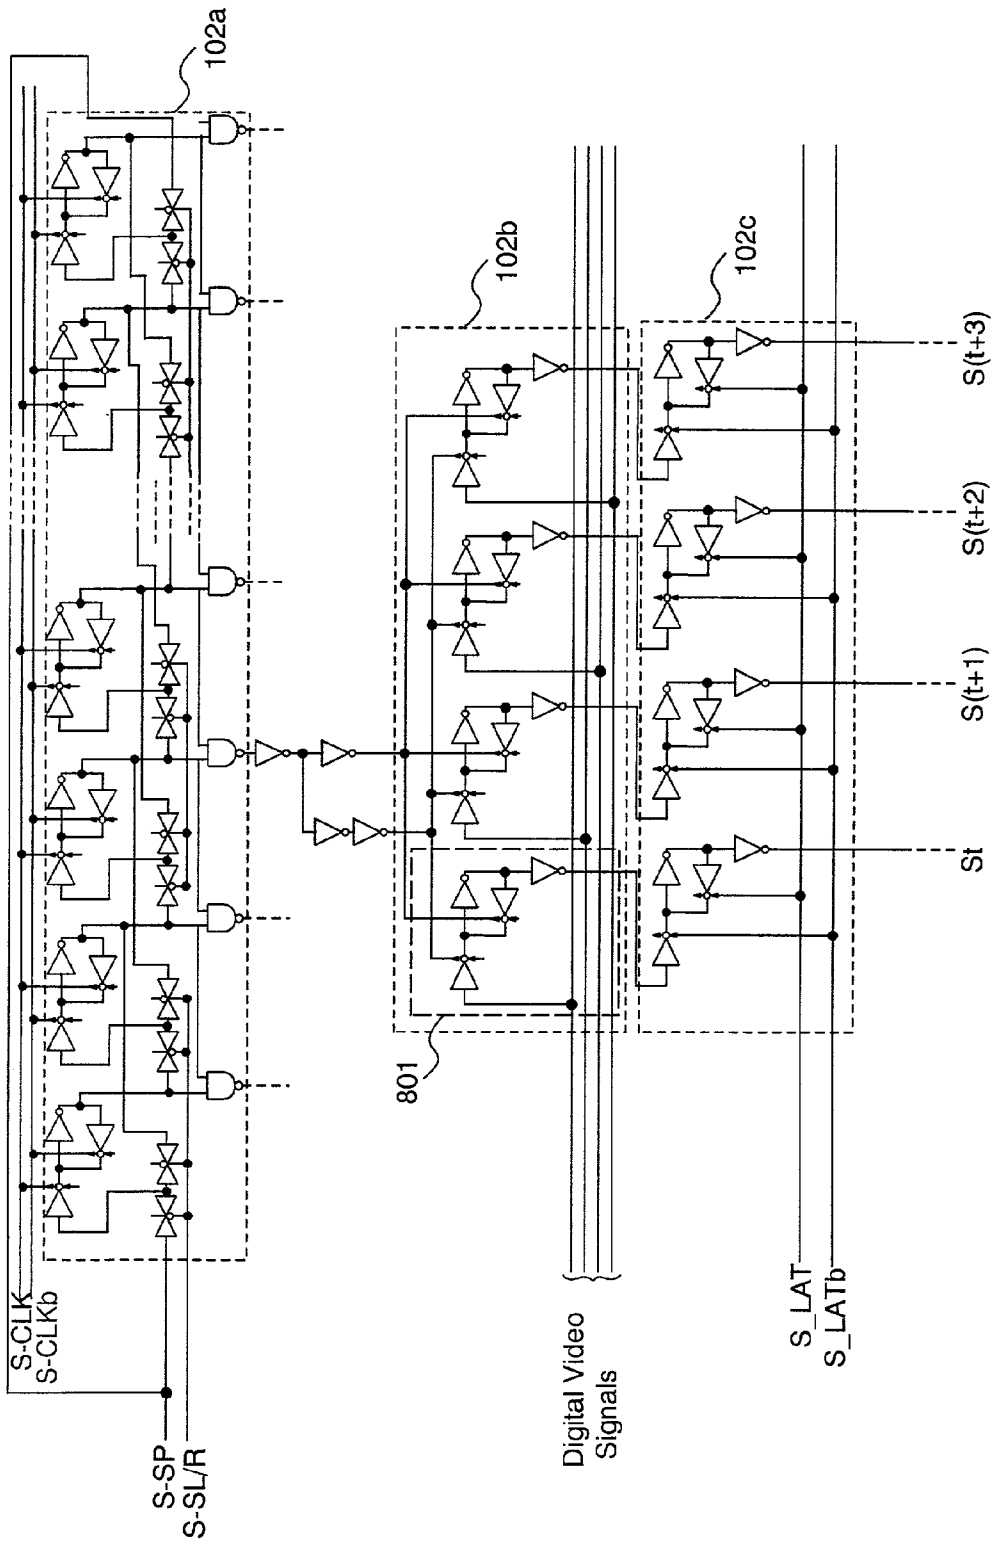 S-CLK
S-CLKb
S-SP
S-SL/R
102a
102b
801
Digital Video
Signals
102c
S_LAT
S_LATb
St
S(t+1)
S(t+2)
S(t+3)